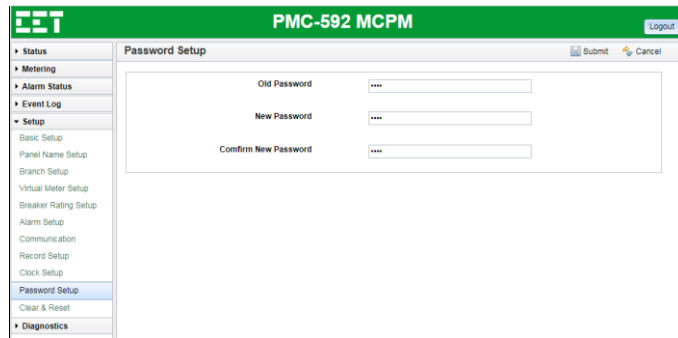 CET
PMC-592 MCPM
Logout
Status
Metering
Alarm Status
Event Log
Setup
Basic Setup
Panel Name Setup
Branch Setup
Virtual Meter Setup
Breaker Rating Setup
Alarm Setup
Communication
Record Setup
Clock Setup
Password Setup
Clear & Reset
Diagnostics
Password Setup
Submit Cancel
Old Password ••••
New Password ••••
Comfirm New Password ••••